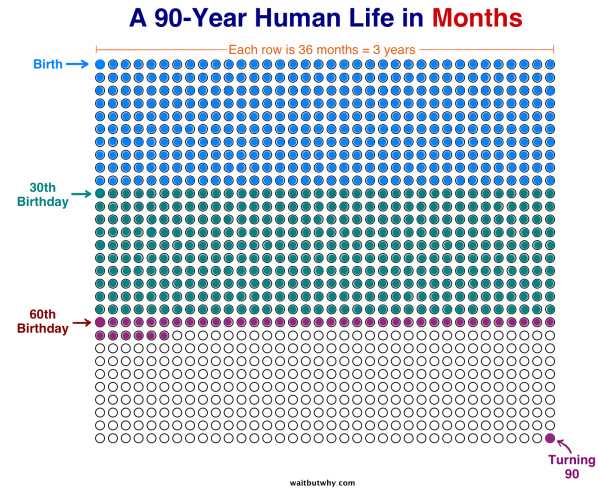 A 90-Year Human Life in Months
Each row is 36 months = 3 years
Birth
30th
Birthday
60th
Birthday
Turning
90
waitbutwhy.com